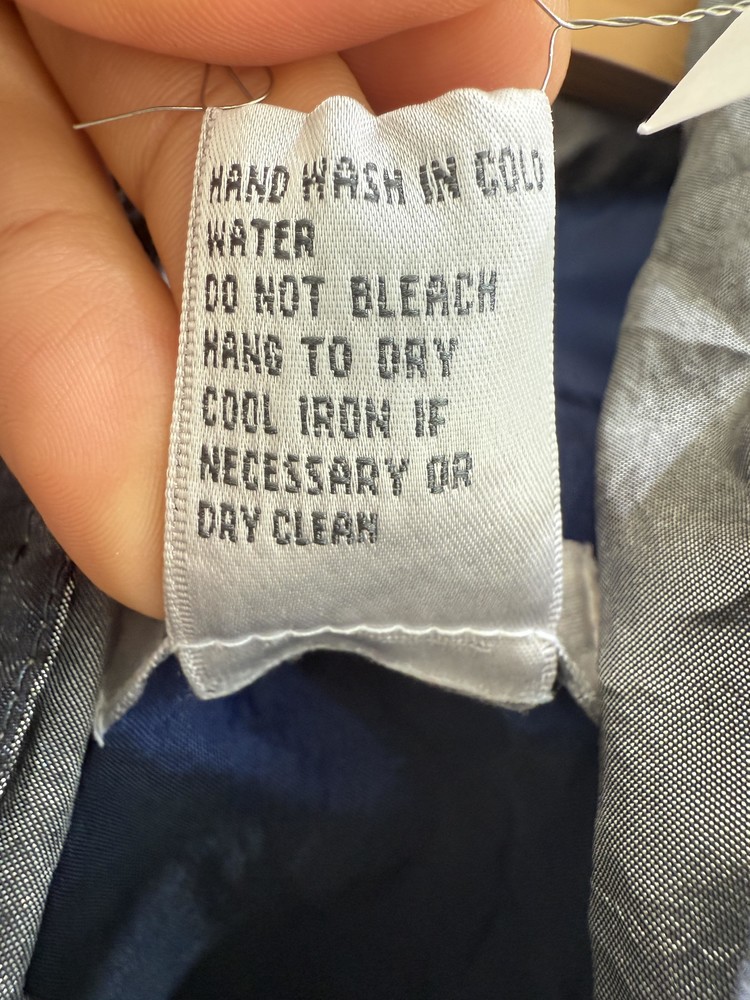 HAND WASH IN COLD
WATER
DO NOT BLEACH
HANG TO DRY
COOL IRON IF
NECESSARY OR
DRY CLEAN